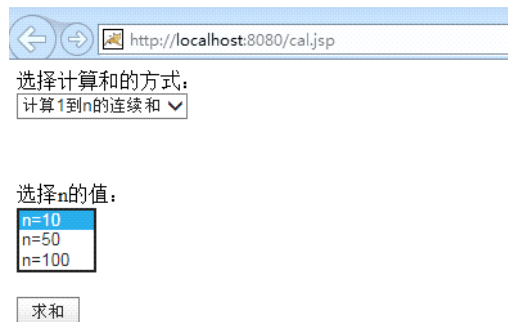 http://localhost:8080/cal.jsp
选择计算和的方式：
计算1到n的连续和
选择n的值：
n=10
n=50
n=100
求和